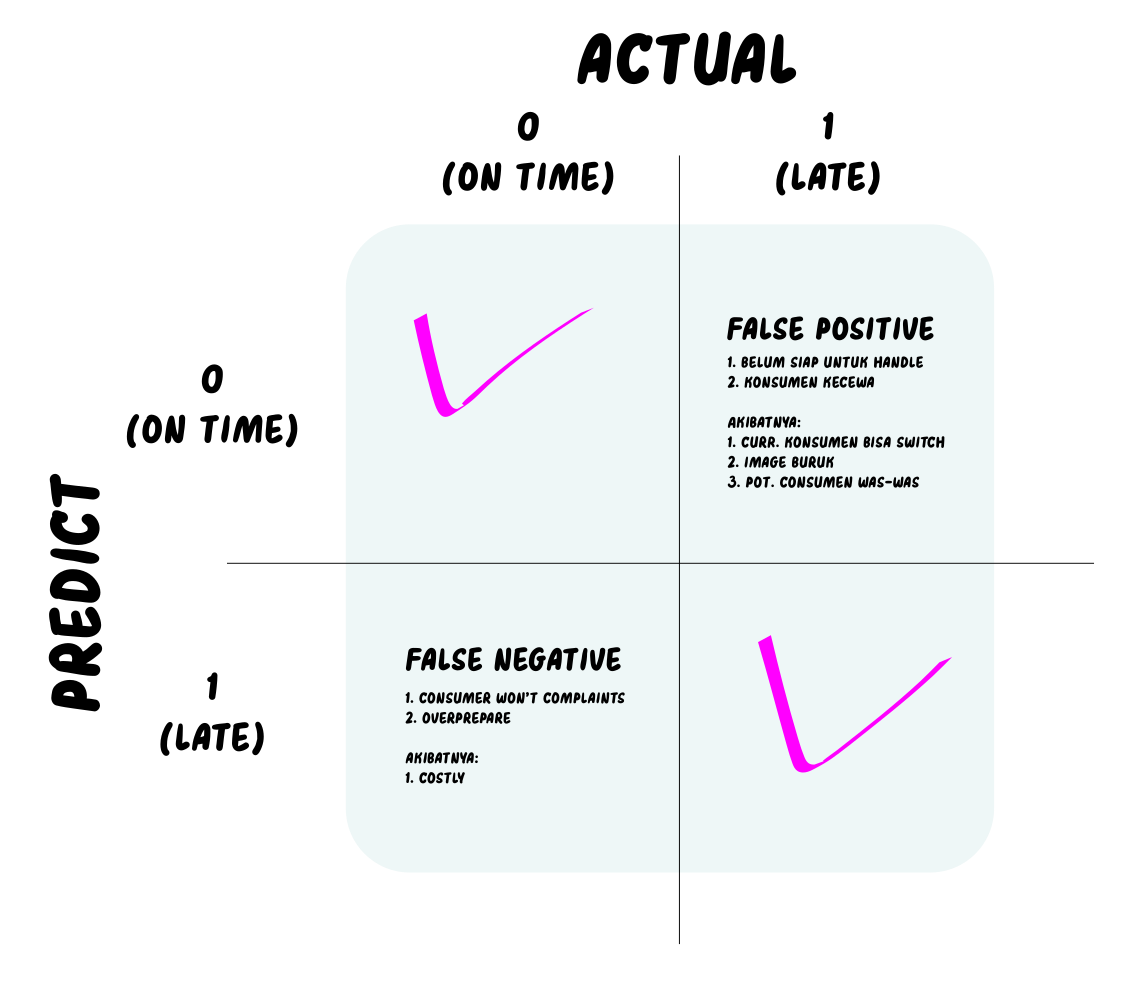 ACTUAL
0
(ON TIME)
1
(LATE)
PREDICT
0
(ON TIME)
FALSE POSITIVE
1. BELUM SIAP UNTUK HANDLE
2. KONSUMEN KECEWA
AKIBATNYA:
1. CURR. KONSUMEN BISA SWITCH
2. IMAGE BURUK
3. POT. CONSUMEN WAS-WAS
1
(LATE)
FALSE NEGATIVE
1. CONSUMER WON'T COMPLAINTS
2. OVERPREPARE
AKIBATNYA:
1. COSTLY